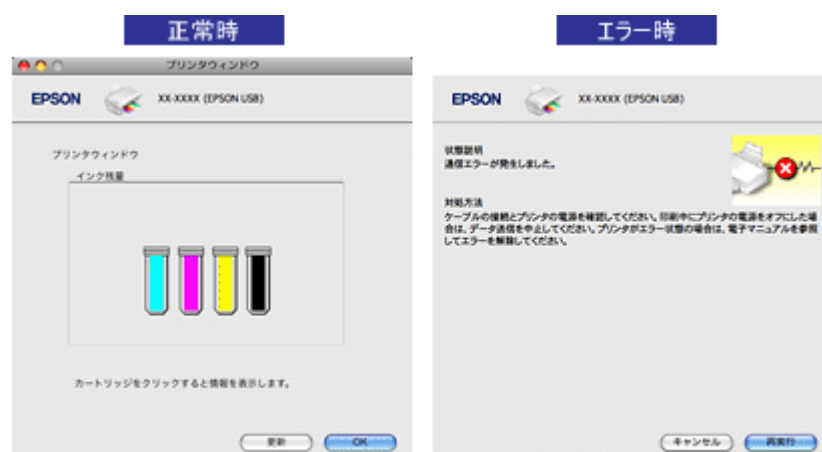 正常時
プリンタウィンドウ
EPSON
XX-XXXX (EPSON USB)
プリンタウィンドウ
インク残量
カートリッジをクリックすると情報を表示します。
更新
OK
エラー時
EPSON
XX-XXXX (EPSON USB)
状態説明
通信エラーが発生しました。
対処方法
ケーブルの接続とプリンタの電源を確認してください。印刷中にプリンタの電源をオフにした場
合は、データ送信を中止してください。プリンタがエラー状態の場合は、電子マニュアルを参照
してエラーを解除してください。
キャンセル
再実行